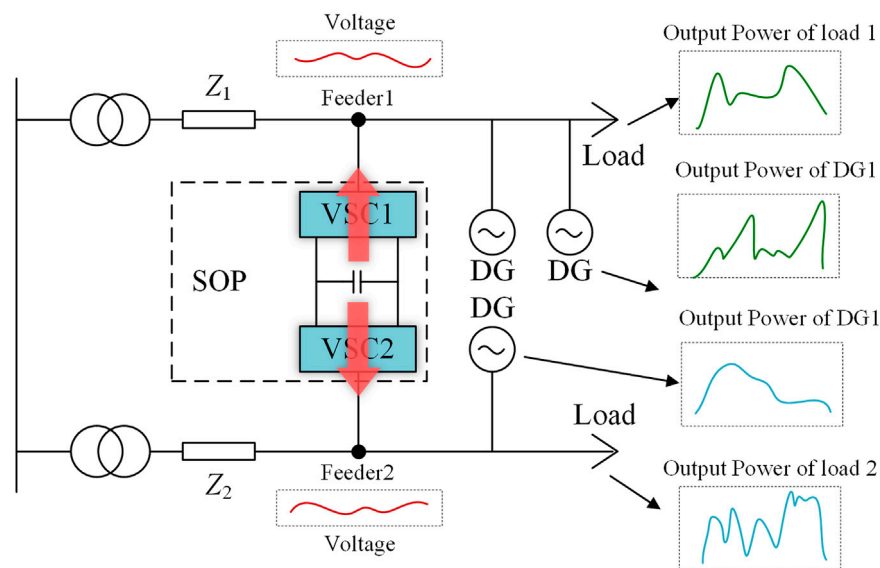 Voltage
Output Power of load 1
Z1
Feeder1
Load
VSC1
Output Power of DG1
SOP
DG
DG
DG
Output Power of DG1
VSC2
Load
Z2
Feeder2
Output Power of load 2
Voltage